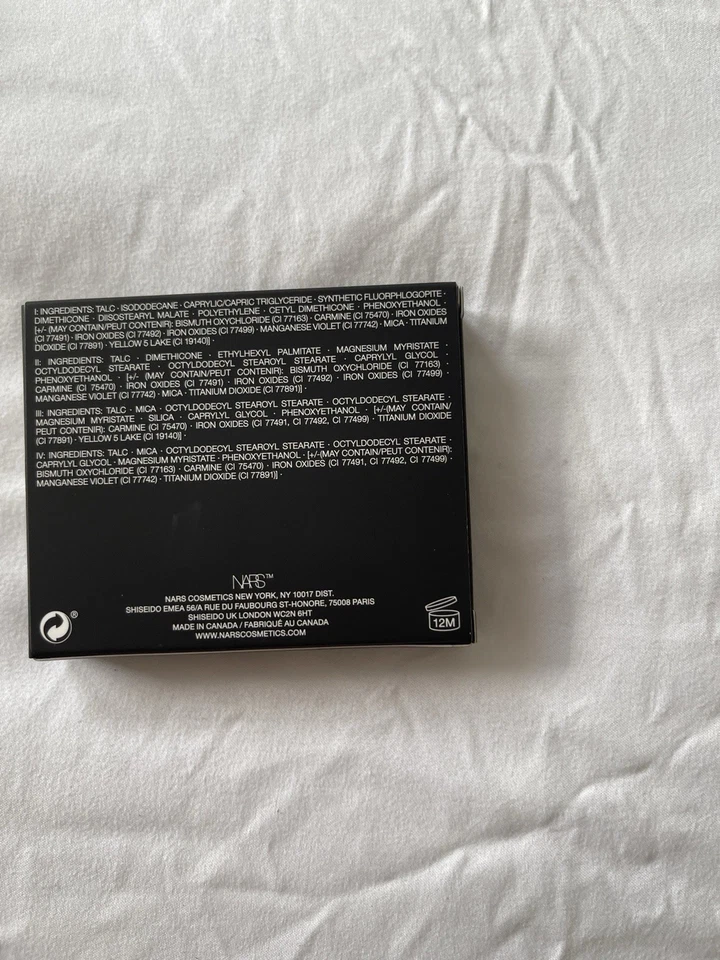 I: INGREDIENTS: TALC · ISODODECANE · CAPRYLIC/CAPRIC TRIGLYCERIDE · SYNTHETIC FLUORPHLOGOPITE ·
DIMETHICONE · DIISOSTEARYL MALATE · POLYETHYLENE · CETYL DIMETHICONE · PHENOXYETHANOL ·
[+/- (MAY CONTAIN/PEUT CONTENIR): BISMUTH OXYCHLORIDE (CI 77163) · CARMINE (CI 75470) · IRON OXIDES
(CI 77491) · IRON OXIDES (CI 77492) · IRON OXIDES (CI 77499) · MANGANESE VIOLET (CI 77742) · MICA · TITANIUM
DIOXIDE (CI 77891) · YELLOW 5 LAKE (CI 19140)] ·
II: INGREDIENTS: TALC · DIMETHICONE · ETHYLHEXYL PALMITATE · MAGNESIUM MYRISTATE ·
OCTYLDODECYL STEARATE · OCTYLDODECYL STEAROYL STEARATE · CAPRYLYL GLYCOL ·
PHENOXYETHANOL · [+/- (MAY CONTAIN/PEUT CONTENIR): BISMUTH OXYCHLORIDE (CI 77163) ·
CARMINE (CI 75470) · IRON OXIDES (CI 77491) · IRON OXIDES (CI 77492) · IRON OXIDES (CI 77499) ·
MANGANESE VIOLET (CI 77742) · MICA · TITANIUM DIOXIDE (CI 77891)] ·
III: INGREDIENTS: TALC · MICA · OCTYLDODECYL STEAROYL STEARATE · OCTYLDODECYL STEARATE ·
MAGNESIUM MYRISTATE · SILICA · CAPRYLYL GLYCOL · PHENOXYETHANOL · [+/-(MAY CONTAIN/
PEUT CONTENIR): CARMINE (CI 75470) · IRON OXIDES (CI 77491, CI 77492, CI 77499) · TITANIUM DIOXIDE
(CI 77891) · YELLOW 5 LAKE (CI 19140)] ·
IV: INGREDIENTS: TALC · MICA · OCTYLDODECYL STEAROYL STEARATE · OCTYLDODECYL STEARATE ·
CAPRYLYL GLYCOL · MAGNESIUM MYRISTATE · PHENOXYETHANOL · [+/-(MAY CONTAIN/PEUT CONTENIR):
BISMUTH OXYCHLORIDE (CI 77163) · CARMINE (CI 75470) · IRON OXIDES (CI 77491, CI 77492, CI 77499) ·
MANGANESE VIOLET (CI 77742) · TITANIUM DIOXIDE (CI 77891)] ·
NARS™
NARS COSMETICS NEW YORK, NY 10017 DIST.
SHISEIDO EMEA 56/A RUE DU FAUBOURG ST-HONORE, 75008 PARIS
SHISEIDO UK LONDON WC2N 6HT
MADE IN CANADA / FABRIQUÉ AU CANADA
WWW.NARSCOSMETICS.COM
®
12M